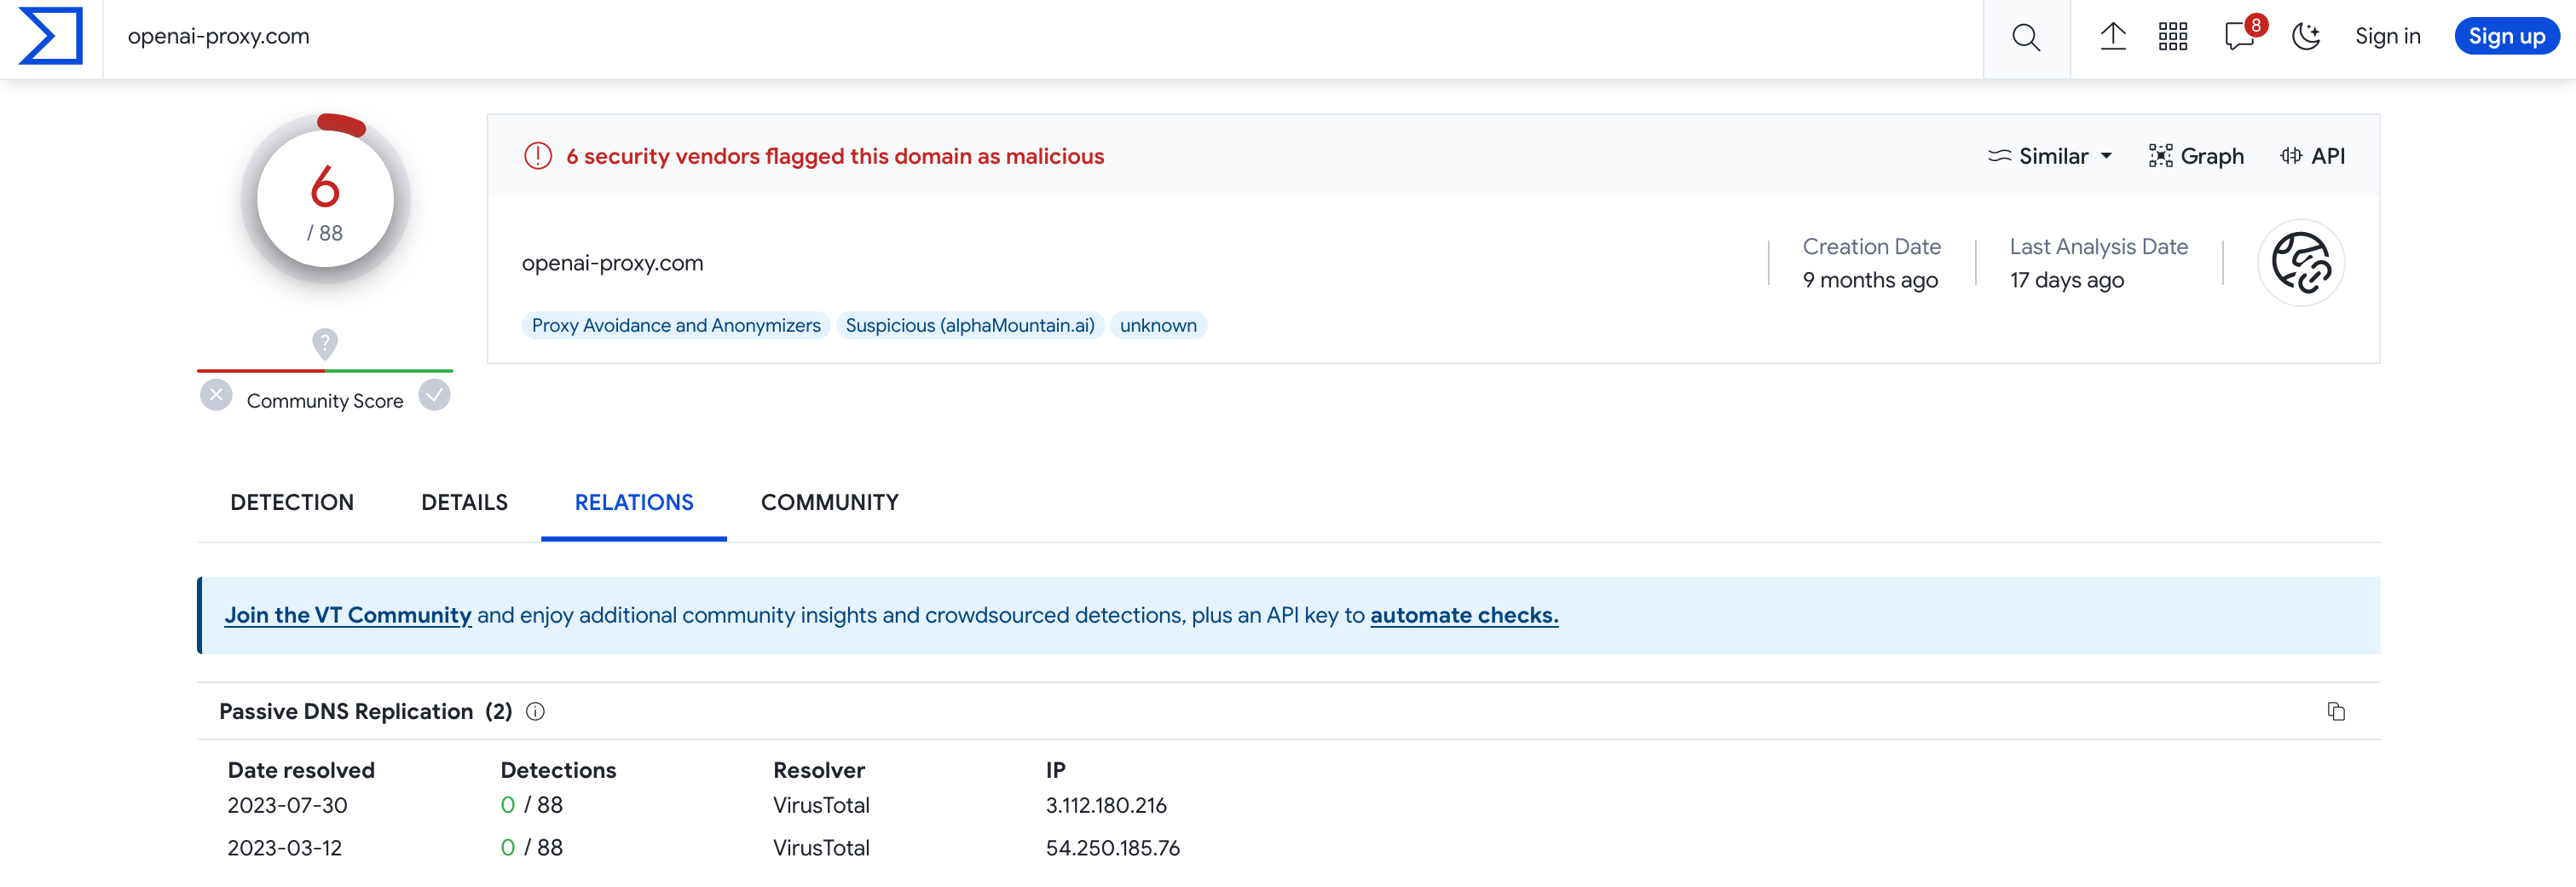 openai-proxy.com
8
Sign in
Sign up
6
/ 88
Community Score
6 security vendors flagged this domain as malicious
Similar
Graph
API
openai-proxy.com
Proxy Avoidance and Anonymizers
Suspicious (alphaMountain.ai)
unknown
Creation Date
9 months ago
Last Analysis Date
17 days ago
DETECTION
DETAILS
RELATIONS
COMMUNITY
Join the VT Community and enjoy additional community insights and crowdsourced detections, plus an API key to automate checks.
Passive DNS Replication (2)
Date resolved Detections Resolver IP
2023-07-30 0 / 88 VirusTotal 3.112.180.216
2023-03-12 0 / 88 VirusTotal 54.250.185.76